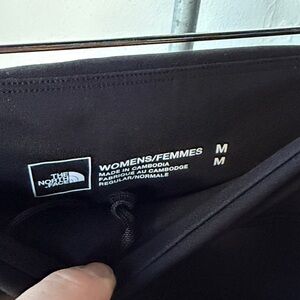 THE
NORTH
FACE
WOMENS/FEMMES M
MADE IN CAMBODIA M
FABRIQUÉ AU CAMBODGE
REGULAR/NORMALE